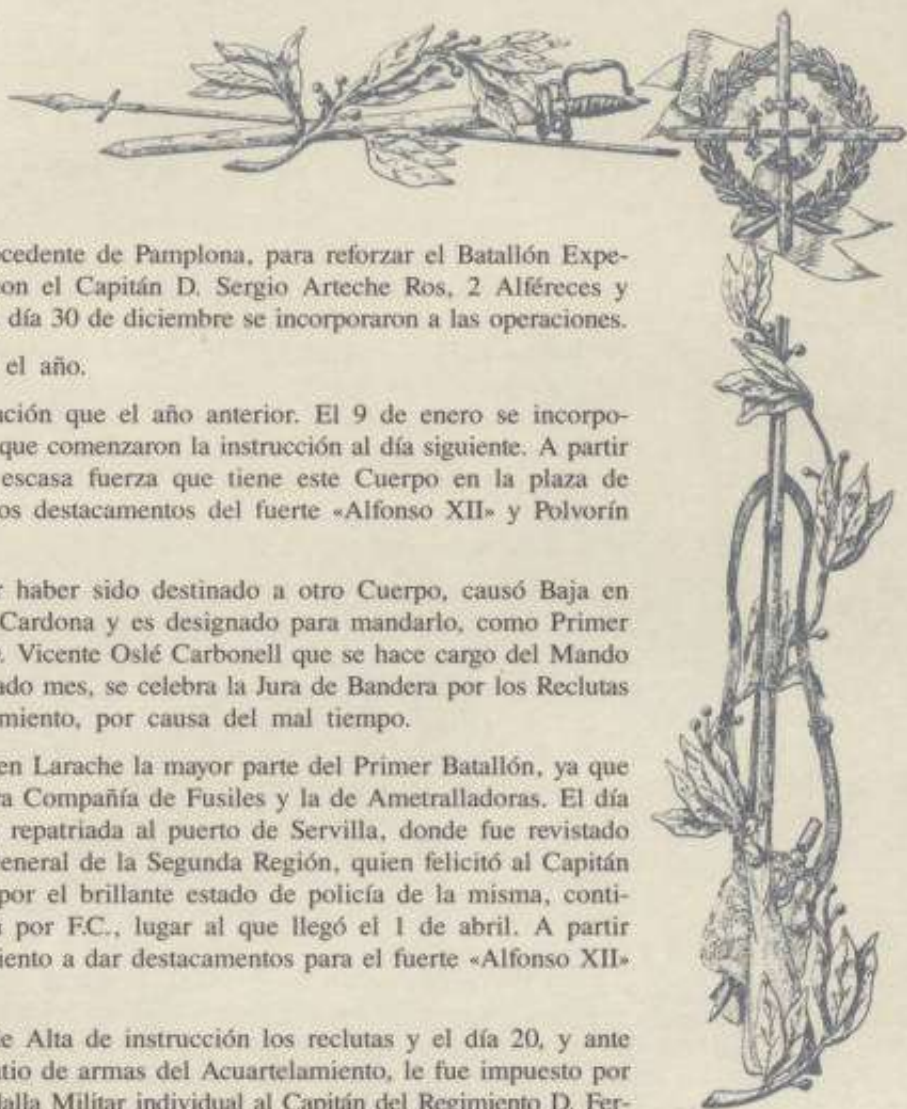 ocedente de Pamplona, para reforzar el Batallón Expe-
on el Capitán D. Sergio Arteche Ros, 2 Alféreces y
día 30 de diciembre se incorporaron a las operaciones.
el año.
ación que el año anterior. El 9 de enero se incorpo-
que comenzaron la instrucción al día siguiente. A partir
escasa fuerza que tiene este Cuerpo en la plaza de
os destacamentos del fuerte «Alfonso XII» y Polvorín
r haber sido destinado a otro Cuerpo, causó Baja en
Cardona y es designado para mandarlo, como Primer
. Vicente Oslé Carbonell que se hace cargo del Mando
ado mes, se celebra la Jura de Bandera por los Reclutas
miento, por causa del mal tiempo.
en Larache la mayor parte del Primer Batallón, ya que
ra Compañía de Fusiles y la de Ametralladoras. El día
repatriada al puerto de Servilla, donde fue revistado
eneral de la Segunda Región, quien felicitó al Capitán
por el brillante estado de policía de la misma, conti-
por F.C., lugar al que llegó el 1 de abril. A partir
iento a dar destacamentos para el fuerte «Alfonso XII»
e Alta de instrucción los reclutas y el día 20, y ante
atio de armas del Acuartelamiento, le fue impuesto por
dalla Militar individual al Capitán del Regimiento D. Fer-